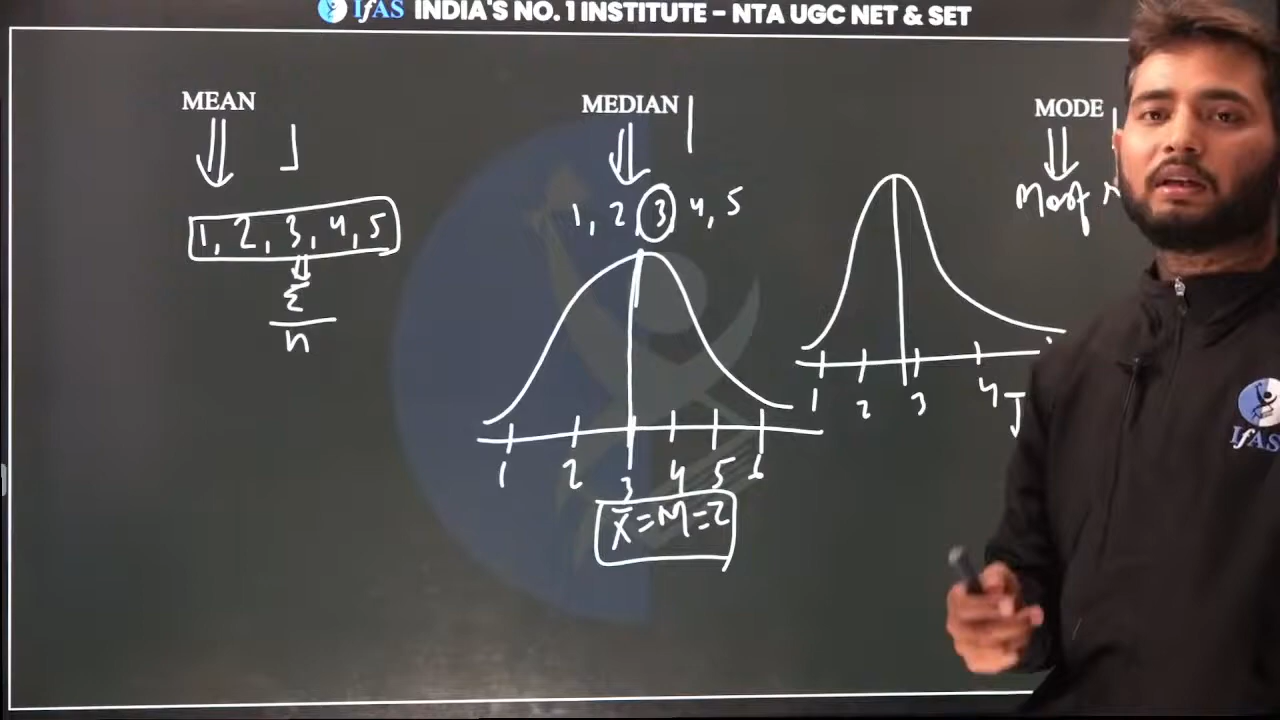 IfAS INDIA'S NO. 1 INSTITUTE - NTA UGC NET & SET
MEAN
1, 2, 3, 4, 5
Σ
n
MEDIAN
1, 2 3 4, 5
1 2 3 4 5 6
X̄ = M = Z
MODE
1 2 3 4
IfAS